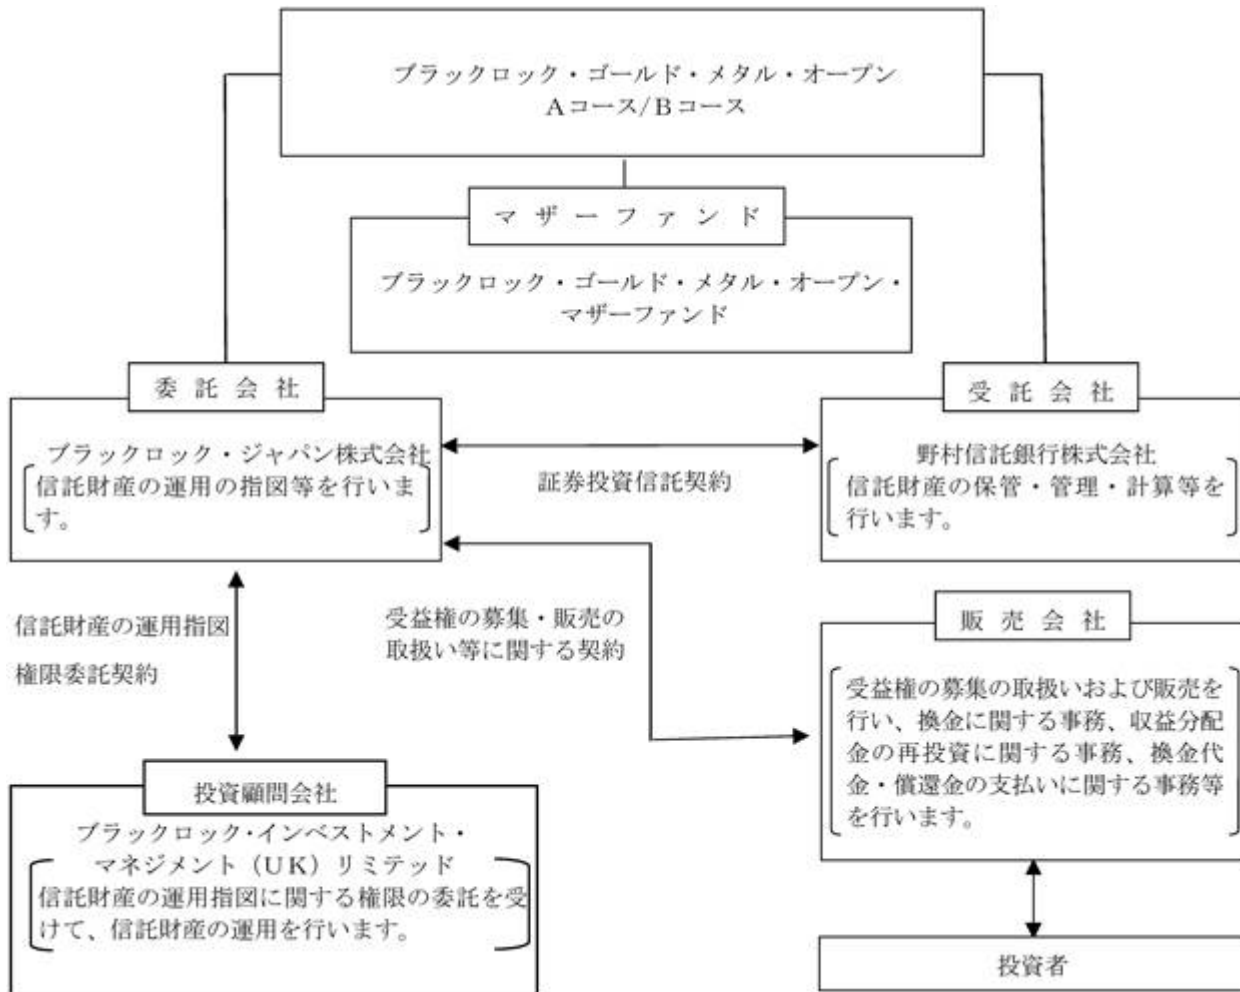 ブラックロック・ゴールド・メタル・オープン
Aコース/Bコース
マザーファンド
ブラックロック・ゴールド・メタル・オープン・
マザーファンド
委託会社
ブラックロック・ジャパン株式会社
信託財産の運用の指図等を行いま
す。
証券投資信託契約
受託会社
野村信託銀行株式会社
信託財産の保管・管理・計算等を
行います。
信託財産の運用指図
権限委託契約
受益権の募集・販売の
取扱い等に関する契約
販売会社
受益権の募集の取扱いおよび販売を
行い、換金に関する事務、収益分配
金の再投資に関する事務、換金代
金・償還金の支払いに関する事務等
を行います。
投資顧問会社
ブラックロック・インベストメント・
マネジメント（UK）リミテッド
信託財産の運用指図に関する権限の委託を受
けて、信託財産の運用を行います。
投資者